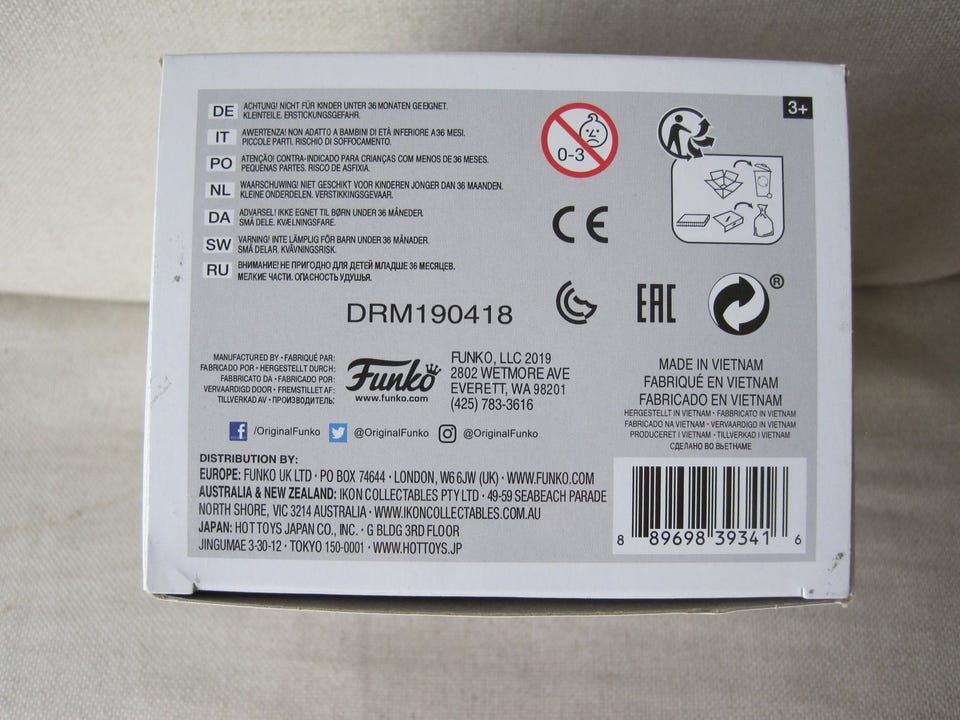 DE ACHTUNG! NICHT FÜR KINDER UNTER 36 MONATEN GEEIGNET.
KLEINTEILE. ERSTICKUNGSGEFAHR.
IT AWERTENZA! NON ADATTO A BAMBINI DI ETÀ INFERIORE A36 MESI.
PICCOLE PARTI. RISCHIO DI SOFFOCAMENTO.
PO ATENÇÃO! CONTRA-INDICADO PARA CRIANÇAS COM MENOS DE 36 MESES.
PEQUENAS PARTES. RISCO DE ASFIXIA.
NL WAARSCHUWING! NIET GESCHIKT VOOR KINDEREN JONGER DAN 36 MAANDEN.
KLEINE ONDERDELEN. VERSTIKKINGSGEVAAR.
DA ADVARSEL! IKKE EGNET TIL BØRN UNDER 36 MÅNEDER.
SMÅ DELE. KVÆLNINGSFARE.
SW VARNING! INTE LÄMPLIG FÖR BARN UNDER 36 MÅNADER.
SMÅ DELAR. KVÄVNINGSRISK.
RU ВНИМАНИЕ! НЕ ПРИГОДНО ДЛЯ ДЕТЕЙ МЛАДШЕ 36 МЕСЯЦЕВ.
МЕЛКИЕ ЧАСТИ. ОПАСНОСТЬ УДУШЬЯ.
0-3
3+
CE
EAC
®
DRM190418
MANUFACTURED BY • FABRIQUÉ PAR:
FABRICADO POR • HERGESTELLT DURCH:
FABBRICATO DA • FABRICADO POR:
VERVAARDIGD DOOR • FREMSTILLET AF:
TILLVERKAD AV • ПРОИЗВОДИТЕЛЬ:
Funko
www.funko.com
FUNKO, LLC 2019
2802 WETMORE AVE
EVERETT, WA 98201
(425) 783-3616
MADE IN VIETNAM
FABRIQUÉ EN VIETNAM
FABRICADO EN VIETNAM
HERGESTELLT IN VIETNAM • FABBRICATO IN VIETNAM
FABRICADO NA VIETNAM • VERVAARDIGD IN VIETNAM
PRODUCERET I VIETNAM • TILLVERKAD I VIETNAM
СДЕЛАНО ВО ВЬЕТНАМЕ
f /OriginalFunko @OriginalFunko @OriginalFunko
DISTRIBUTION BY:
EUROPE: FUNKO UK LTD • PO BOX 74644 • LONDON, W6 6JW (UK) • WWW.FUNKO.COM
AUSTRALIA & NEW ZEALAND: IKON COLLECTABLES PTY LTD • 49-59 SEABEACH PARADE
NORTH SHORE, VIC 3214 AUSTRALIA • WWW.IKONCOLLECTABLES.COM.AU
JAPAN: HOT TOYS JAPAN CO., INC. • G BLDG 3RD FLOOR
JINGUMAE 3-30-12 • TOKYO 150-0001 • WWW.HOTTOYS.JP
8 89698 39341 6